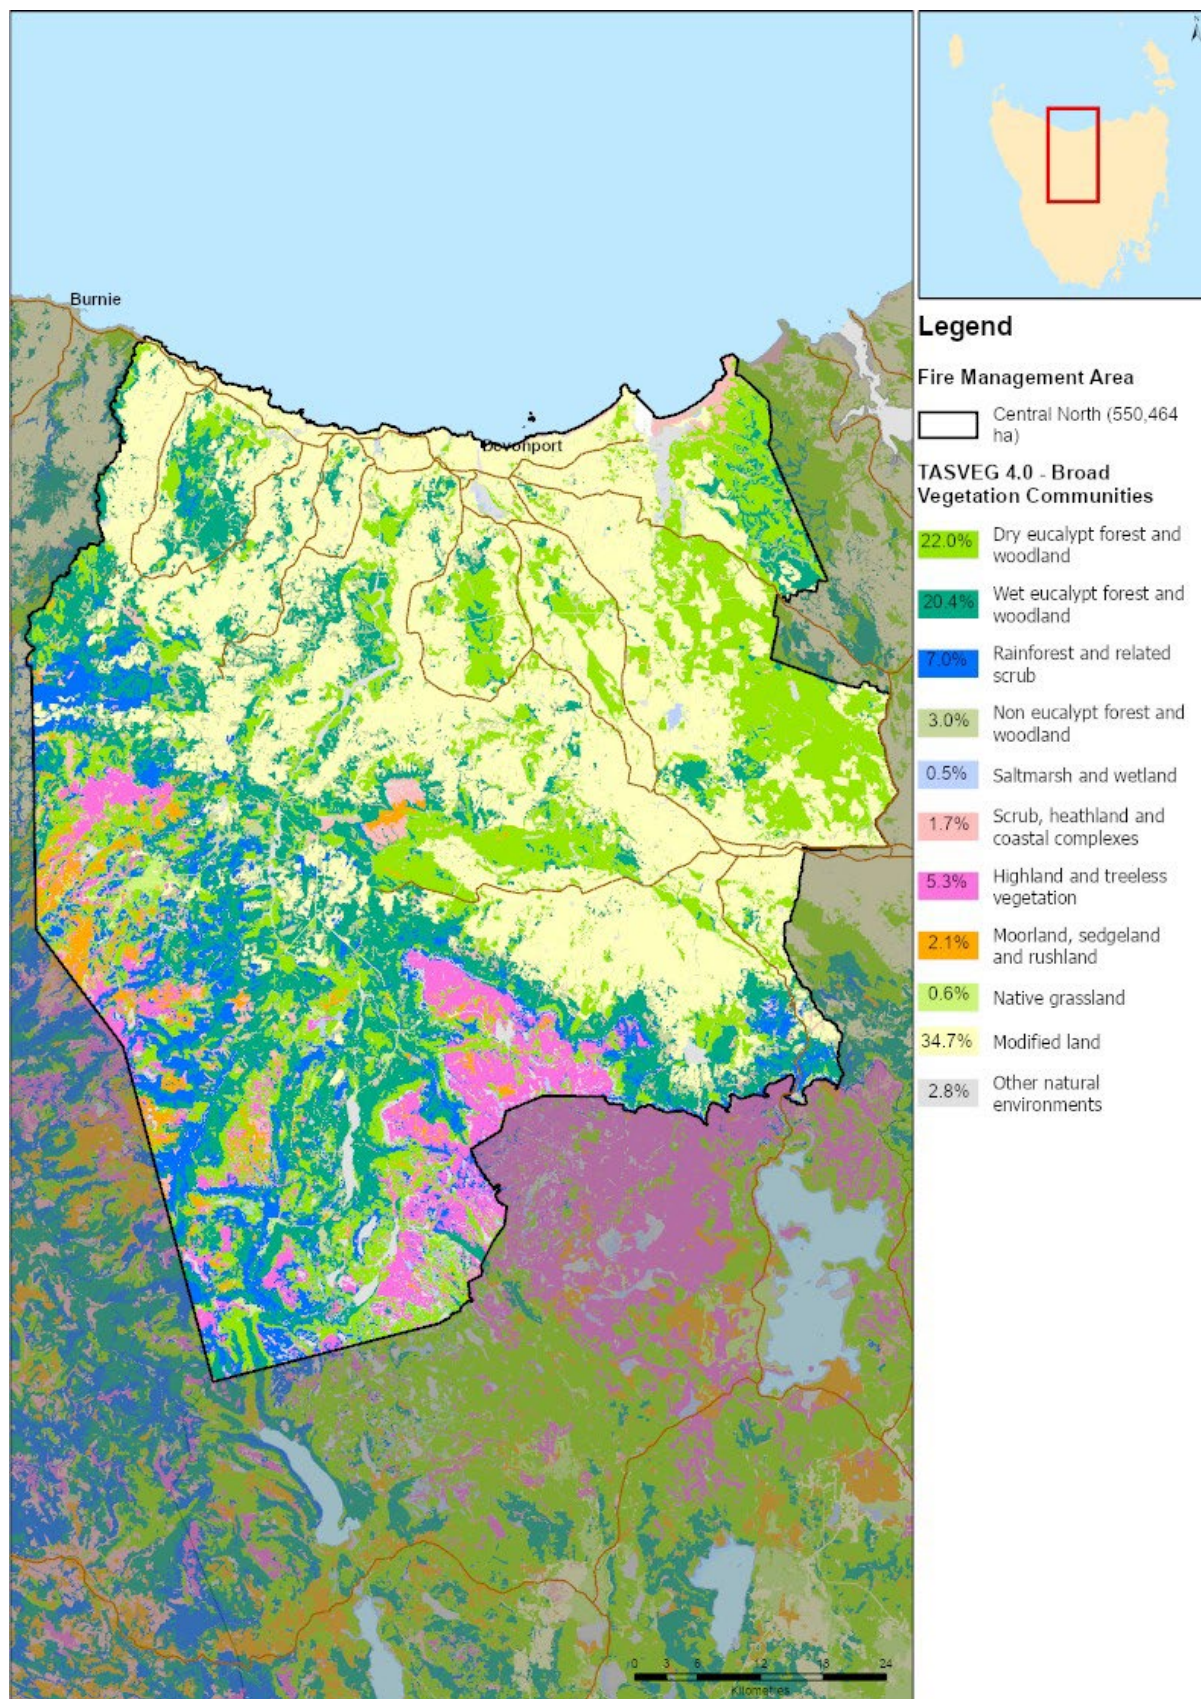 N
Burnie
Devonport
Legend
Fire Management Area
Central North (550,464
ha)
TASVEG 4.0 - Broad
Vegetation Communities
22.0% Dry eucalypt forest and
woodland
20.4% Wet eucalypt forest and
woodland
7.0% Rainforest and related
scrub
3.0% Non eucalypt forest and
woodland
0.5% Saltmarsh and wetland
1.7% Scrub, heathland and
coastal complexes
5.3% Highland and treeless
vegetation
2.1% Moorland, sedgeland
and rushland
0.6% Native grassland
34.7% Modified land
2.8% Other natural
environments
0 3 6 12 18 24
Kilometres